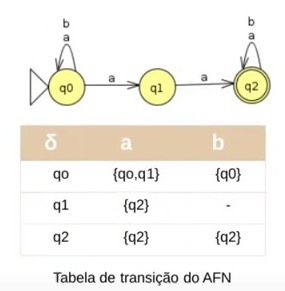 b
a
b
a
q0
a
q1
a
q2
δ a b
qo {qo,q1} {q0}
q1 {q2} -
q2 {q2} {q2}
Tabela de transição do AFN